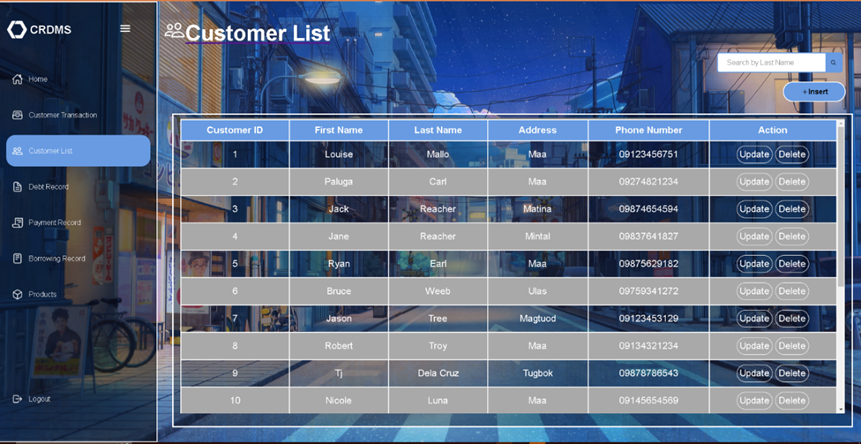 CRDMS
Customer List
Search by Last Name
+Insert
Home
Customer Transaction
Customer List
Debt Record
Payment Record
Borrowing Record
Products
Logout
Customer ID First Name Last Name Address Phone Number Action
1 Louise Mallo Maa 09123456751 Update Delete
2 Paluga Carl Maa 09274821234 Update Delete
3 Jack Reacher Matina 09874654594 Update Delete
4 Jane Reacher Mintal 09837641827 Update Delete
5 Ryan Earl Maa 09875629182 Update Delete
6 Bruce Weeb Ulas 09759341272 Update Delete
7 Jason Tree Magtuod 09123453129 Update Delete
8 Robert Troy Maa 09134321234 Update Delete
9 Tj Dela Cruz Tugbok 09878786543 Update Delete
10 Nicole Luna Maa 09145654569 Update Delete